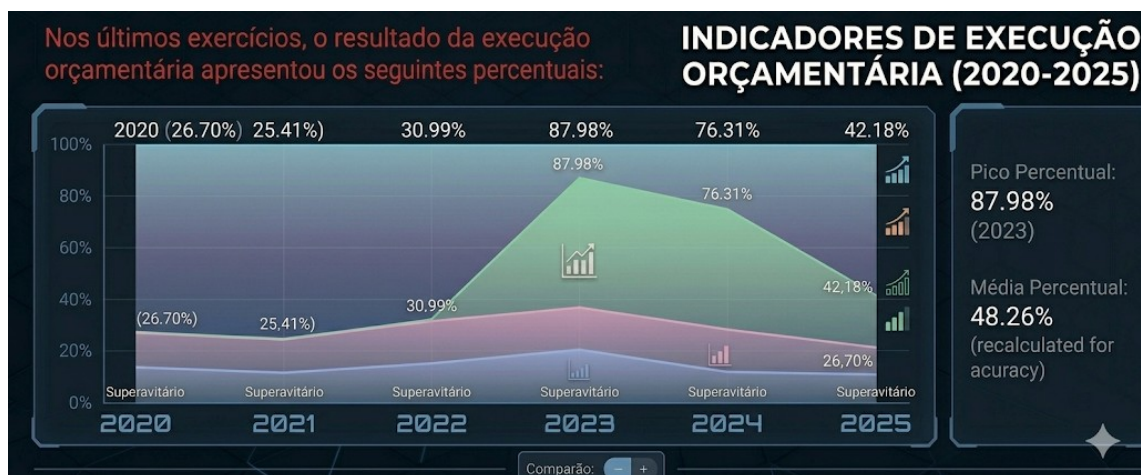 Nos últimos exercícios, o resultado da execução
orçamentária apresentou os seguintes percentuais:
INDICADORES DE EXECUÇÃO
ORÇAMENTÁRIA (2020-2025)
2020 (26.70%) 25.41%) 30.99% 87.98% 76.31% 42.18%
100%
80%
60%
40%
20%
0%
(26.70%)
25,41%)
30,99%
87.98%
76.31%
42,18%
26,70%
Superavitário Superavitário Superavitário Superavitário Superavitário Superavitário
2020 2021 2022 2023 2024 2025
Pico Percentual:
87.98%
(2023)
Média Percentual:
48.26%
(recalculated for
acuracy)
Comparão: − +